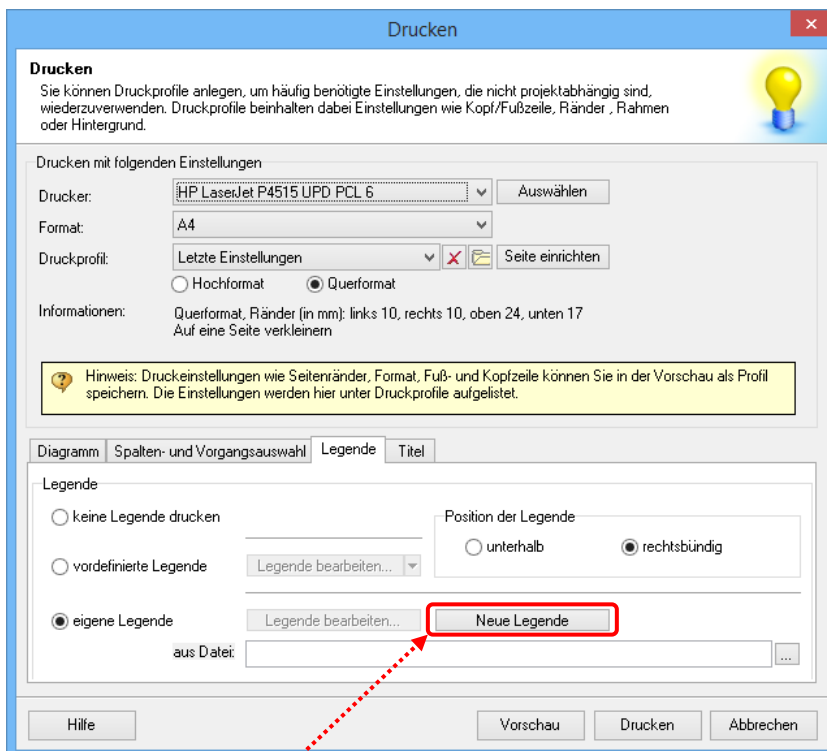 Drucken
Drucken
Sie können Druckprofile anlegen, um häufig benötigte Einstellungen, die nicht projektabhängig sind,
wiederzuverwenden. Druckprofile beinhalten dabei Einstellungen wie Kopf/Fußzeile, Ränder , Rahmen
oder Hintergrund.
Drucken mit folgenden Einstellungen
Drucker: HP LaserJet P4515 UPD PCL 6 Auswählen
Format: A4
Druckprofil: Letzte Einstellungen Seite einrichten
Hochformat Querformat
Informationen: Querformat, Ränder (in mm): links 10, rechts 10, oben 24, unten 17
Auf eine Seite verkleinern
Hinweis: Druckeinstellungen wie Seitenränder, Format, Fuß- und Kopfzeile können Sie in der Vorschau als Profil
speichern. Die Einstellungen werden hier unter Druckprofile aufgelistet.
Diagramm Spalten- und Vorgangsauswahl Legende Titel
Legende
keine Legende drucken Position der Legende
unterhalb rechtsbündig
vordefinierte Legende Legende bearbeiten...
eigene Legende Legende bearbeiten... Neue Legende
aus Datei: ...
Hilfe Vorschau Drucken Abbrechen